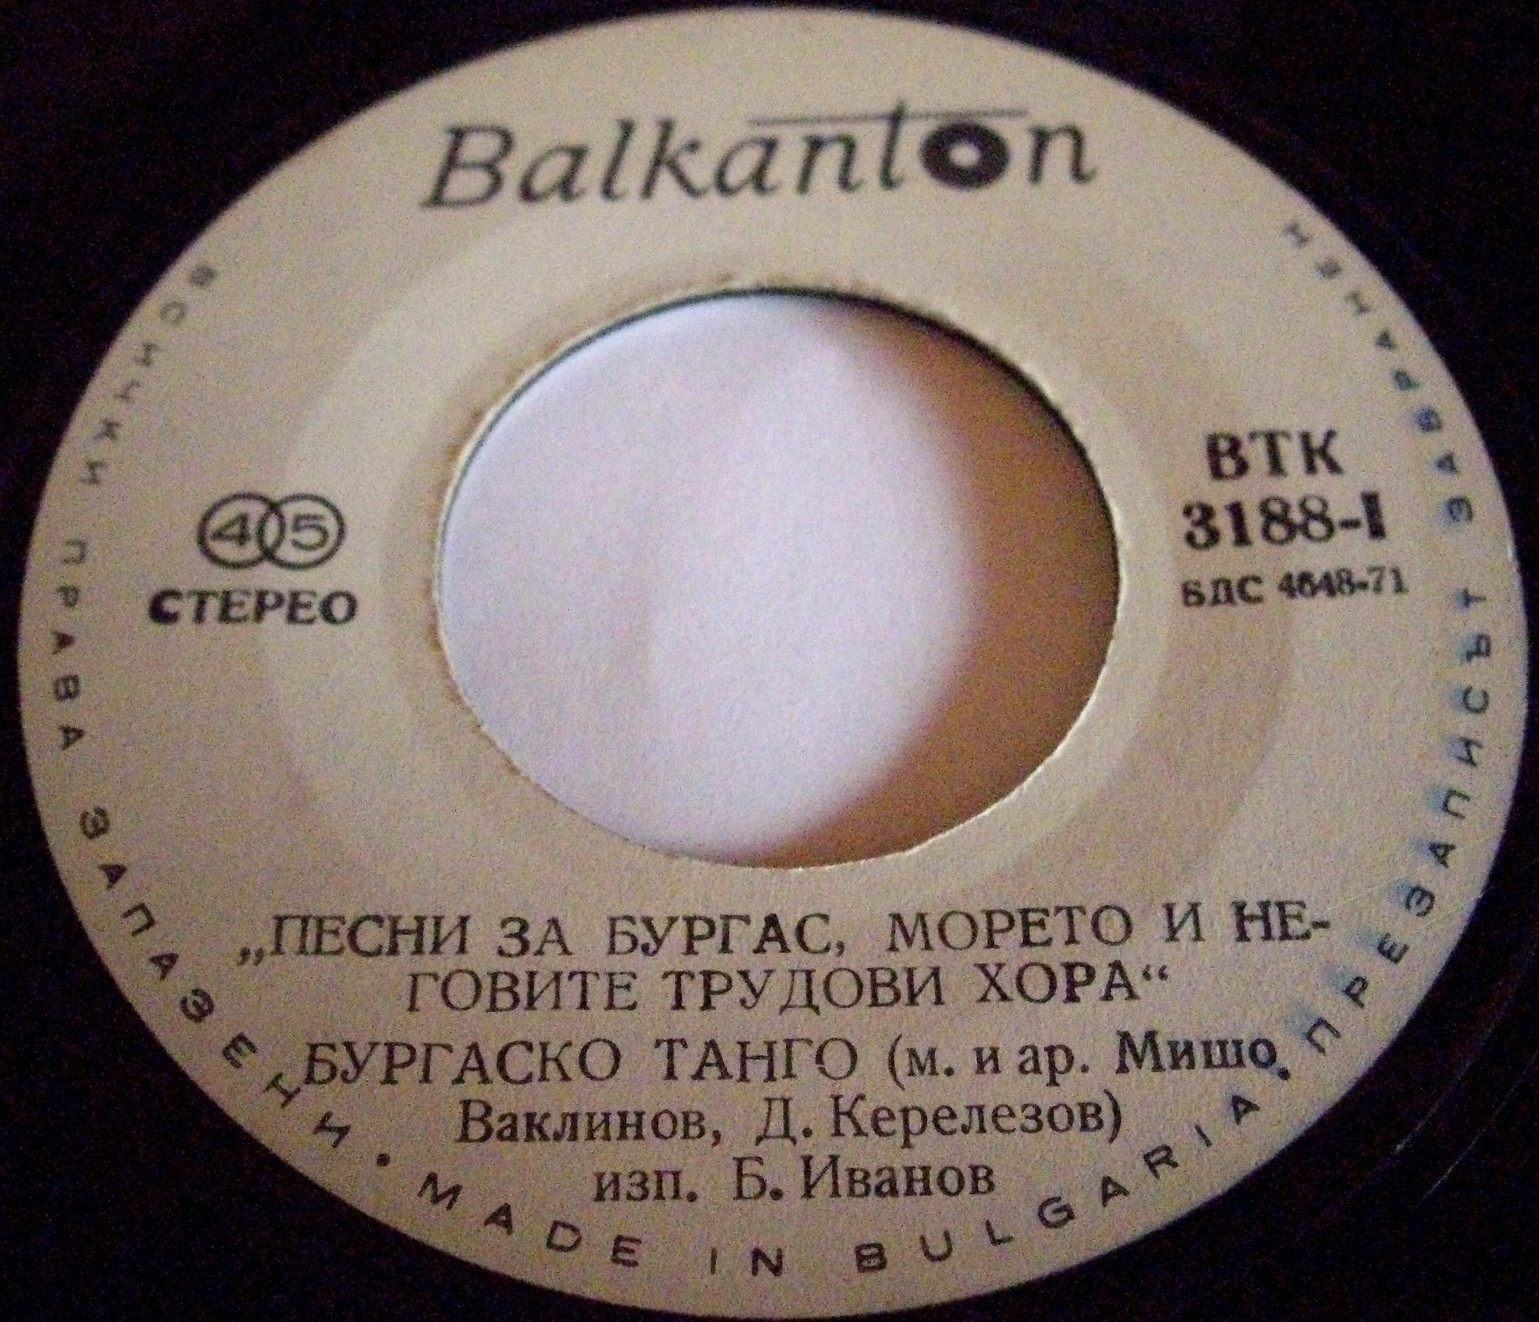 Balkanton
45
СТЕРЕО
ВТК
3188-I
БДС 4648-71
„ПЕСНИ ЗА БУРГАС, МОРЕТО И НЕ-
ГОВИТЕ ТРУДОВИ ХОРА“
БУРГАСКО ТАНГО (м. и ар. Мишо
Ваклинов, Д. Керелезов)
изп. Б. Иванов
ВСИЧКИ ПРАВА ЗАПАЗЕНИ • MADE IN BULGARIA • ПРЕЗАПИСЪТ ЗАБРАНЕН